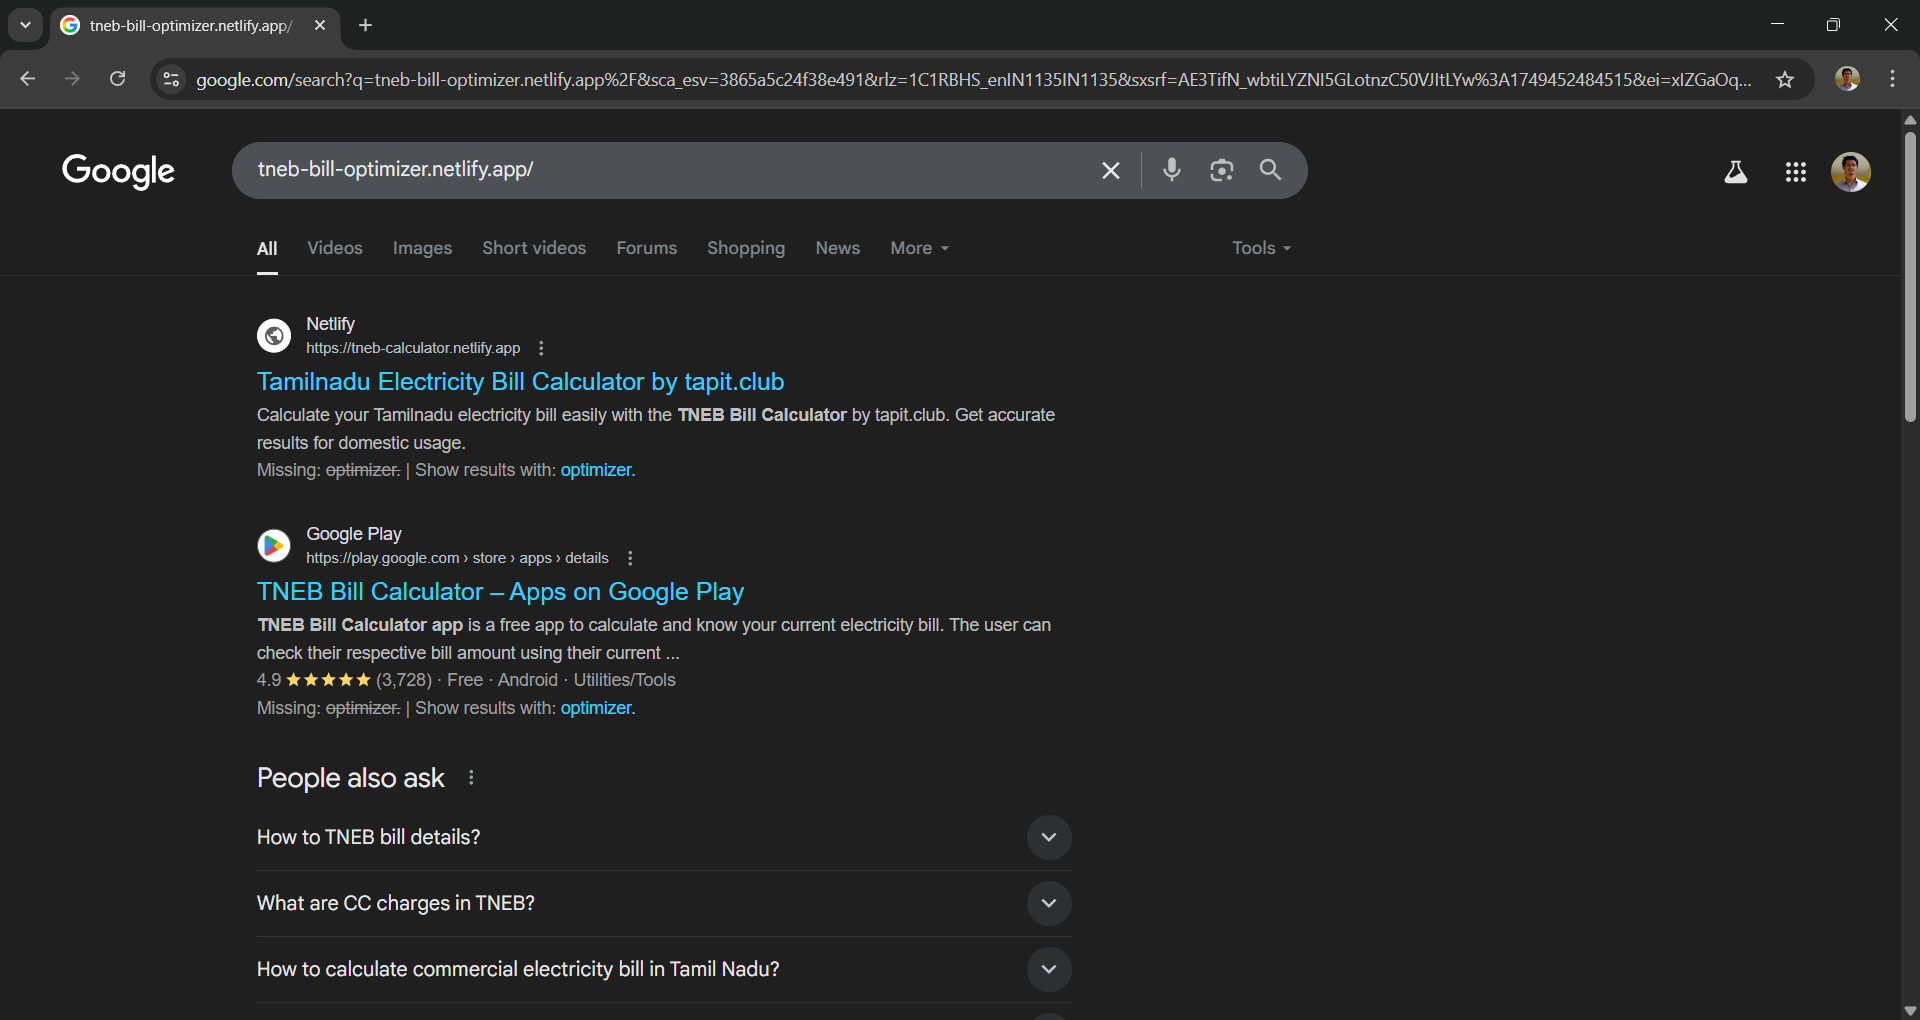 tneb-bill-optimizer.netlify.app/
google.com/search?q=tneb-bill-optimizer.netlify.app%2F&sca_esv=3865a5c24f38e491&rlz=1C1RBHS_enIN1135IN1135&sxsrf=AE3TifN_wbtiLYZNI5GLotnzC50VJItLYw%3A1749452484515&ei=xIZGaOq...
Google
tneb-bill-optimizer.netlify.app/
All Videos Images Short videos Forums Shopping News More Tools
Netlify
https://tneb-calculator.netlify.app
Tamilnadu Electricity Bill Calculator by tapit.club
Calculate your Tamilnadu electricity bill easily with the TNEB Bill Calculator by tapit.club. Get accurate
results for domestic usage.
Missing: optimizer. | Show results with: optimizer.
Google Play
https://play.google.com › store › apps › details
TNEB Bill Calculator – Apps on Google Play
TNEB Bill Calculator app is a free app to calculate and know your current electricity bill. The user can
check their respective bill amount using their current ...
4.9 ★★★★★ (3,728) · Free · Android · Utilities/Tools
Missing: optimizer. | Show results with: optimizer.
People also ask
How to TNEB bill details?
What are CC charges in TNEB?
How to calculate commercial electricity bill in Tamil Nadu?